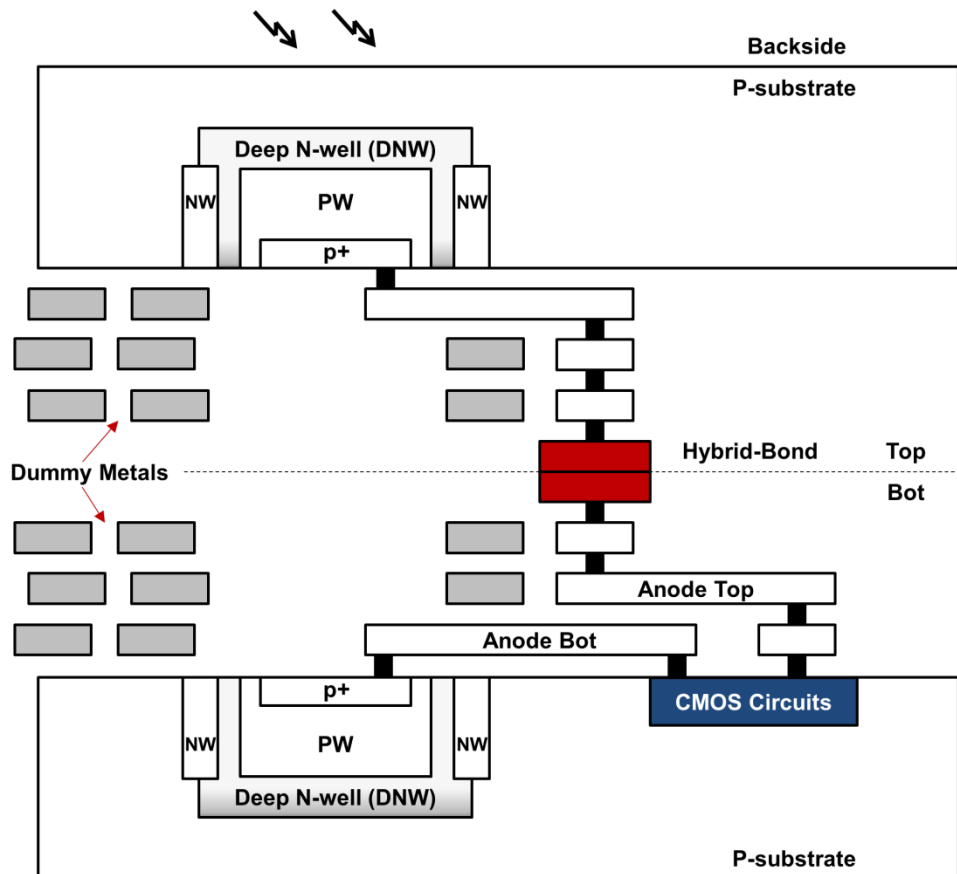 Backside
P-substrate
Deep N-well (DNW)
NW
PW
NW
p+
Hybrid-Bond
Top
Dummy Metals
Bot
Anode Top
Anode Bot
p+
CMOS Circuits
NW
PW
NW
Deep N-well (DNW)
P-substrate